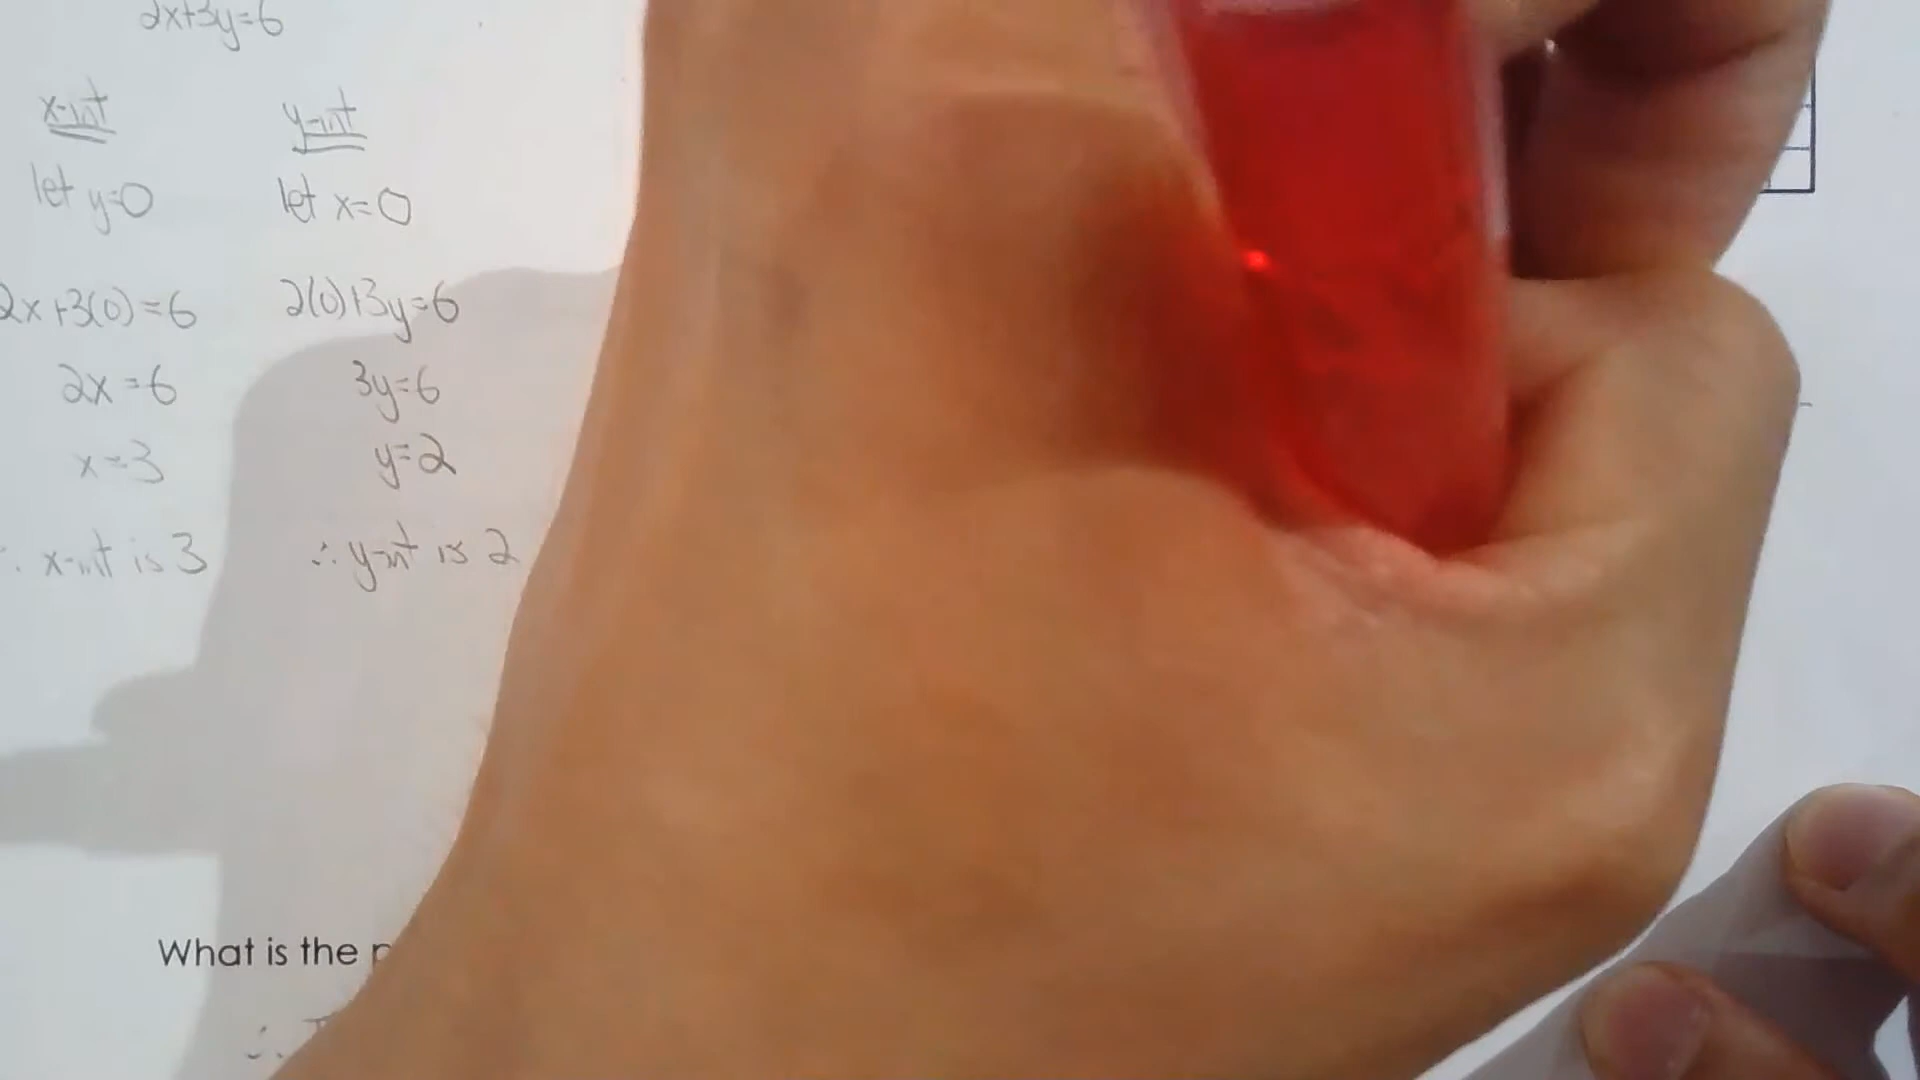 2x+3y=6
x-int
y-int
let y=0
let x=0
2x+3(0)=6
2(0)+3y=6
2x=6
3y=6
x=3
y=2
x-int is 3
∴ y-int is 2
What is the
∴